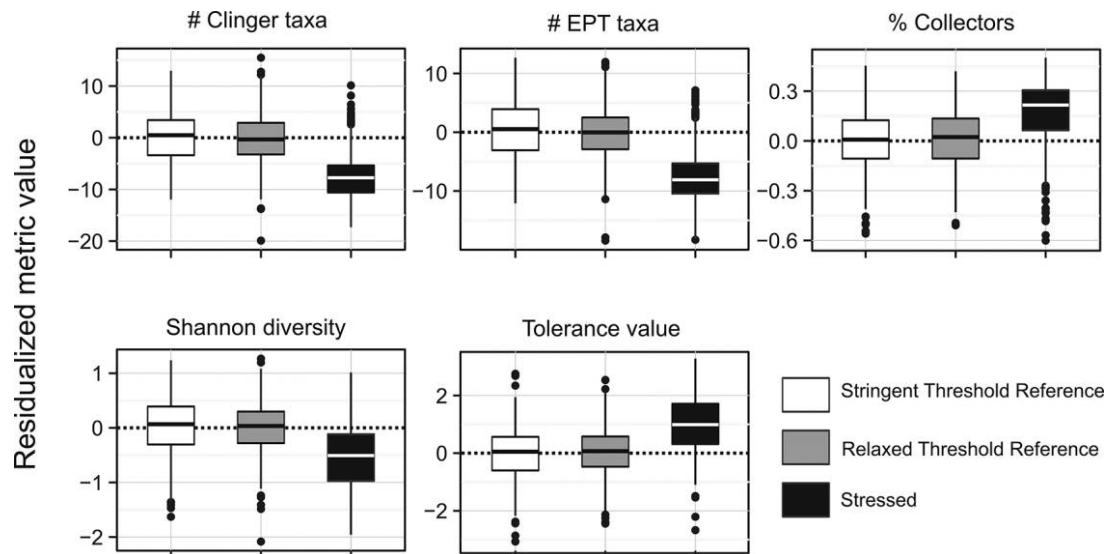 # Clinger taxa
# EPT taxa
% Collectors
10
0
−10
−20
10
0
−10
0.3
0.0
−0.3
−0.6
Residualized metric value
Shannon diversity
Tolerance value
1
0
−1
−2
2
0
−2
Stringent Threshold Reference
Relaxed Threshold Reference
Stressed